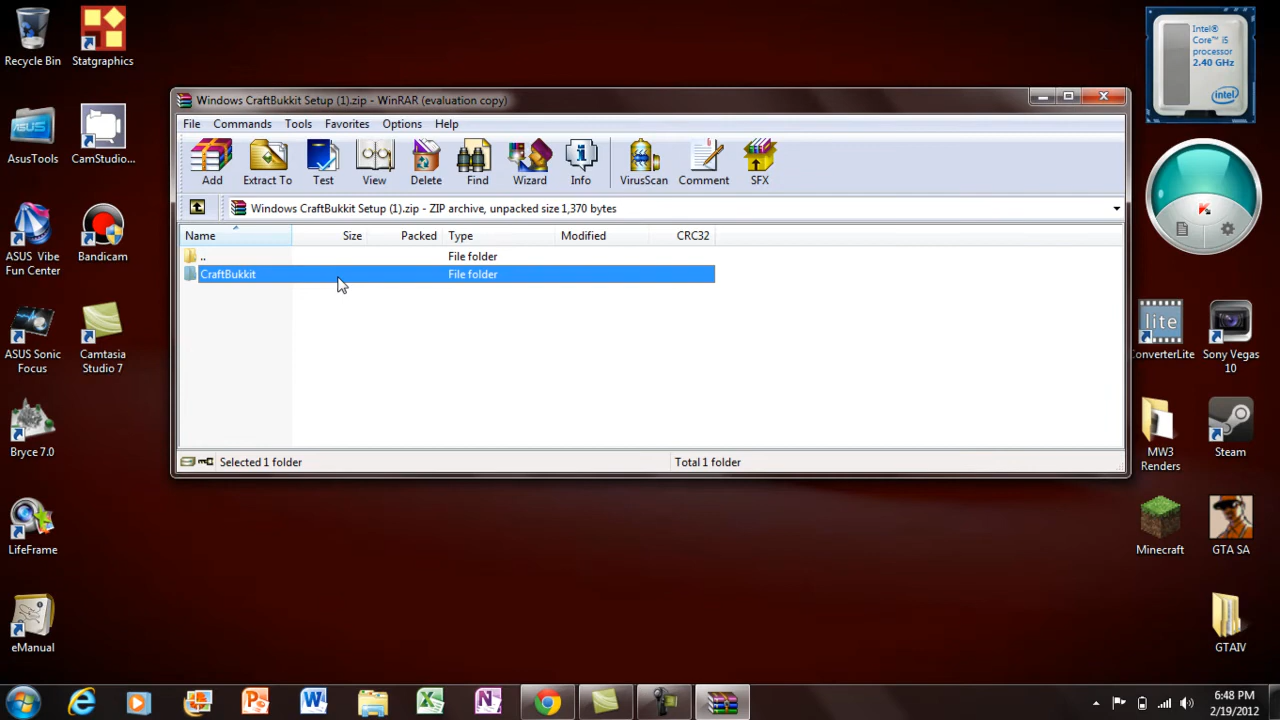 Recycle Bin
Statgraphics
AsusTools
CamStudio...
ASUS Vibe
Fun Center
Bandicam
ASUS Sonic
Focus
Camtasia
Studio 7
Bryce 7.0
LifeFrame
eManual
Windows CraftBukkit Setup (1).zip - WinRAR (evaluation copy)
File Commands Tools Favorites Options Help
Add Extract To Test View Delete Find Wizard Info VirusScan Comment SFX
Windows CraftBukkit Setup (1).zip - ZIP archive, unpacked size 1,370 bytes
Name Size Packed Type Modified CRC32
.. File folder
CraftBukkit File folder
Selected 1 folder Total 1 folder
Intel®
Core™ i5
processor
2.40 GHz
intel
lite
ConverterLite
Sony Vegas
10
MW3
Renders
Steam
Minecraft
GTA SA
GTAIV
6:48 PM
2/19/2012